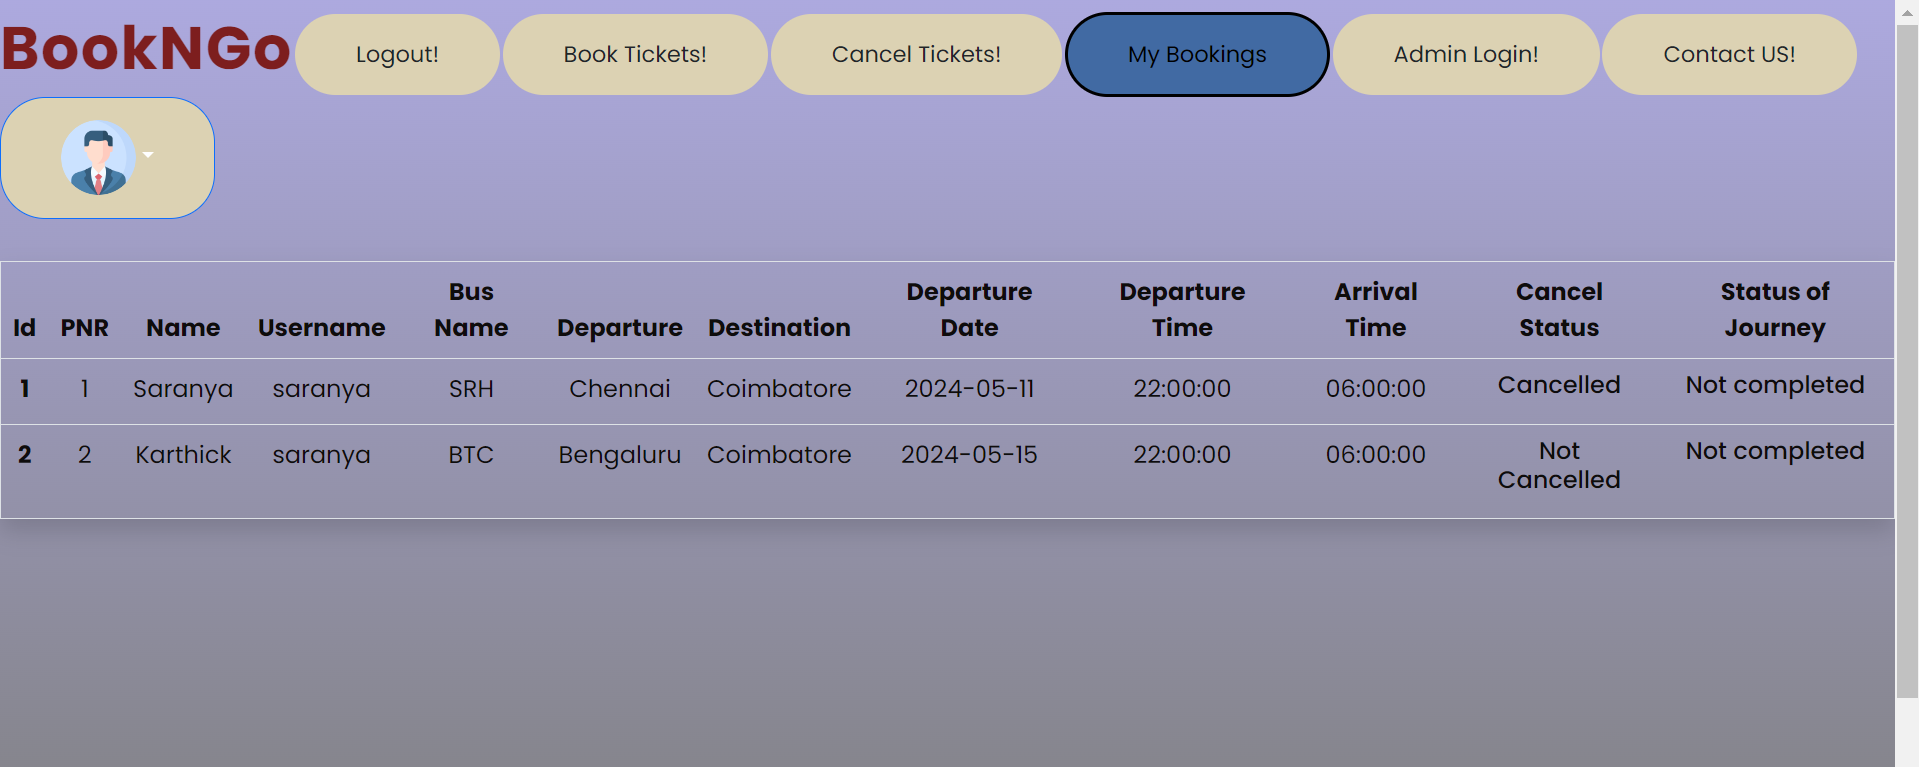 BookNGo Logout! Book Tickets! Cancel Tickets! My Bookings Admin Login! Contact US!
Id PNR Name Username Bus Name Departure Destination Departure Date Departure Time Arrival Time Cancel Status Status of Journey
1 1 Saranya saranya SRH Chennai Coimbatore 2024-05-11 22:00:00 06:00:00 Cancelled Not completed
2 2 Karthick saranya BTC Bengaluru Coimbatore 2024-05-15 22:00:00 06:00:00 Not Cancelled Not completed